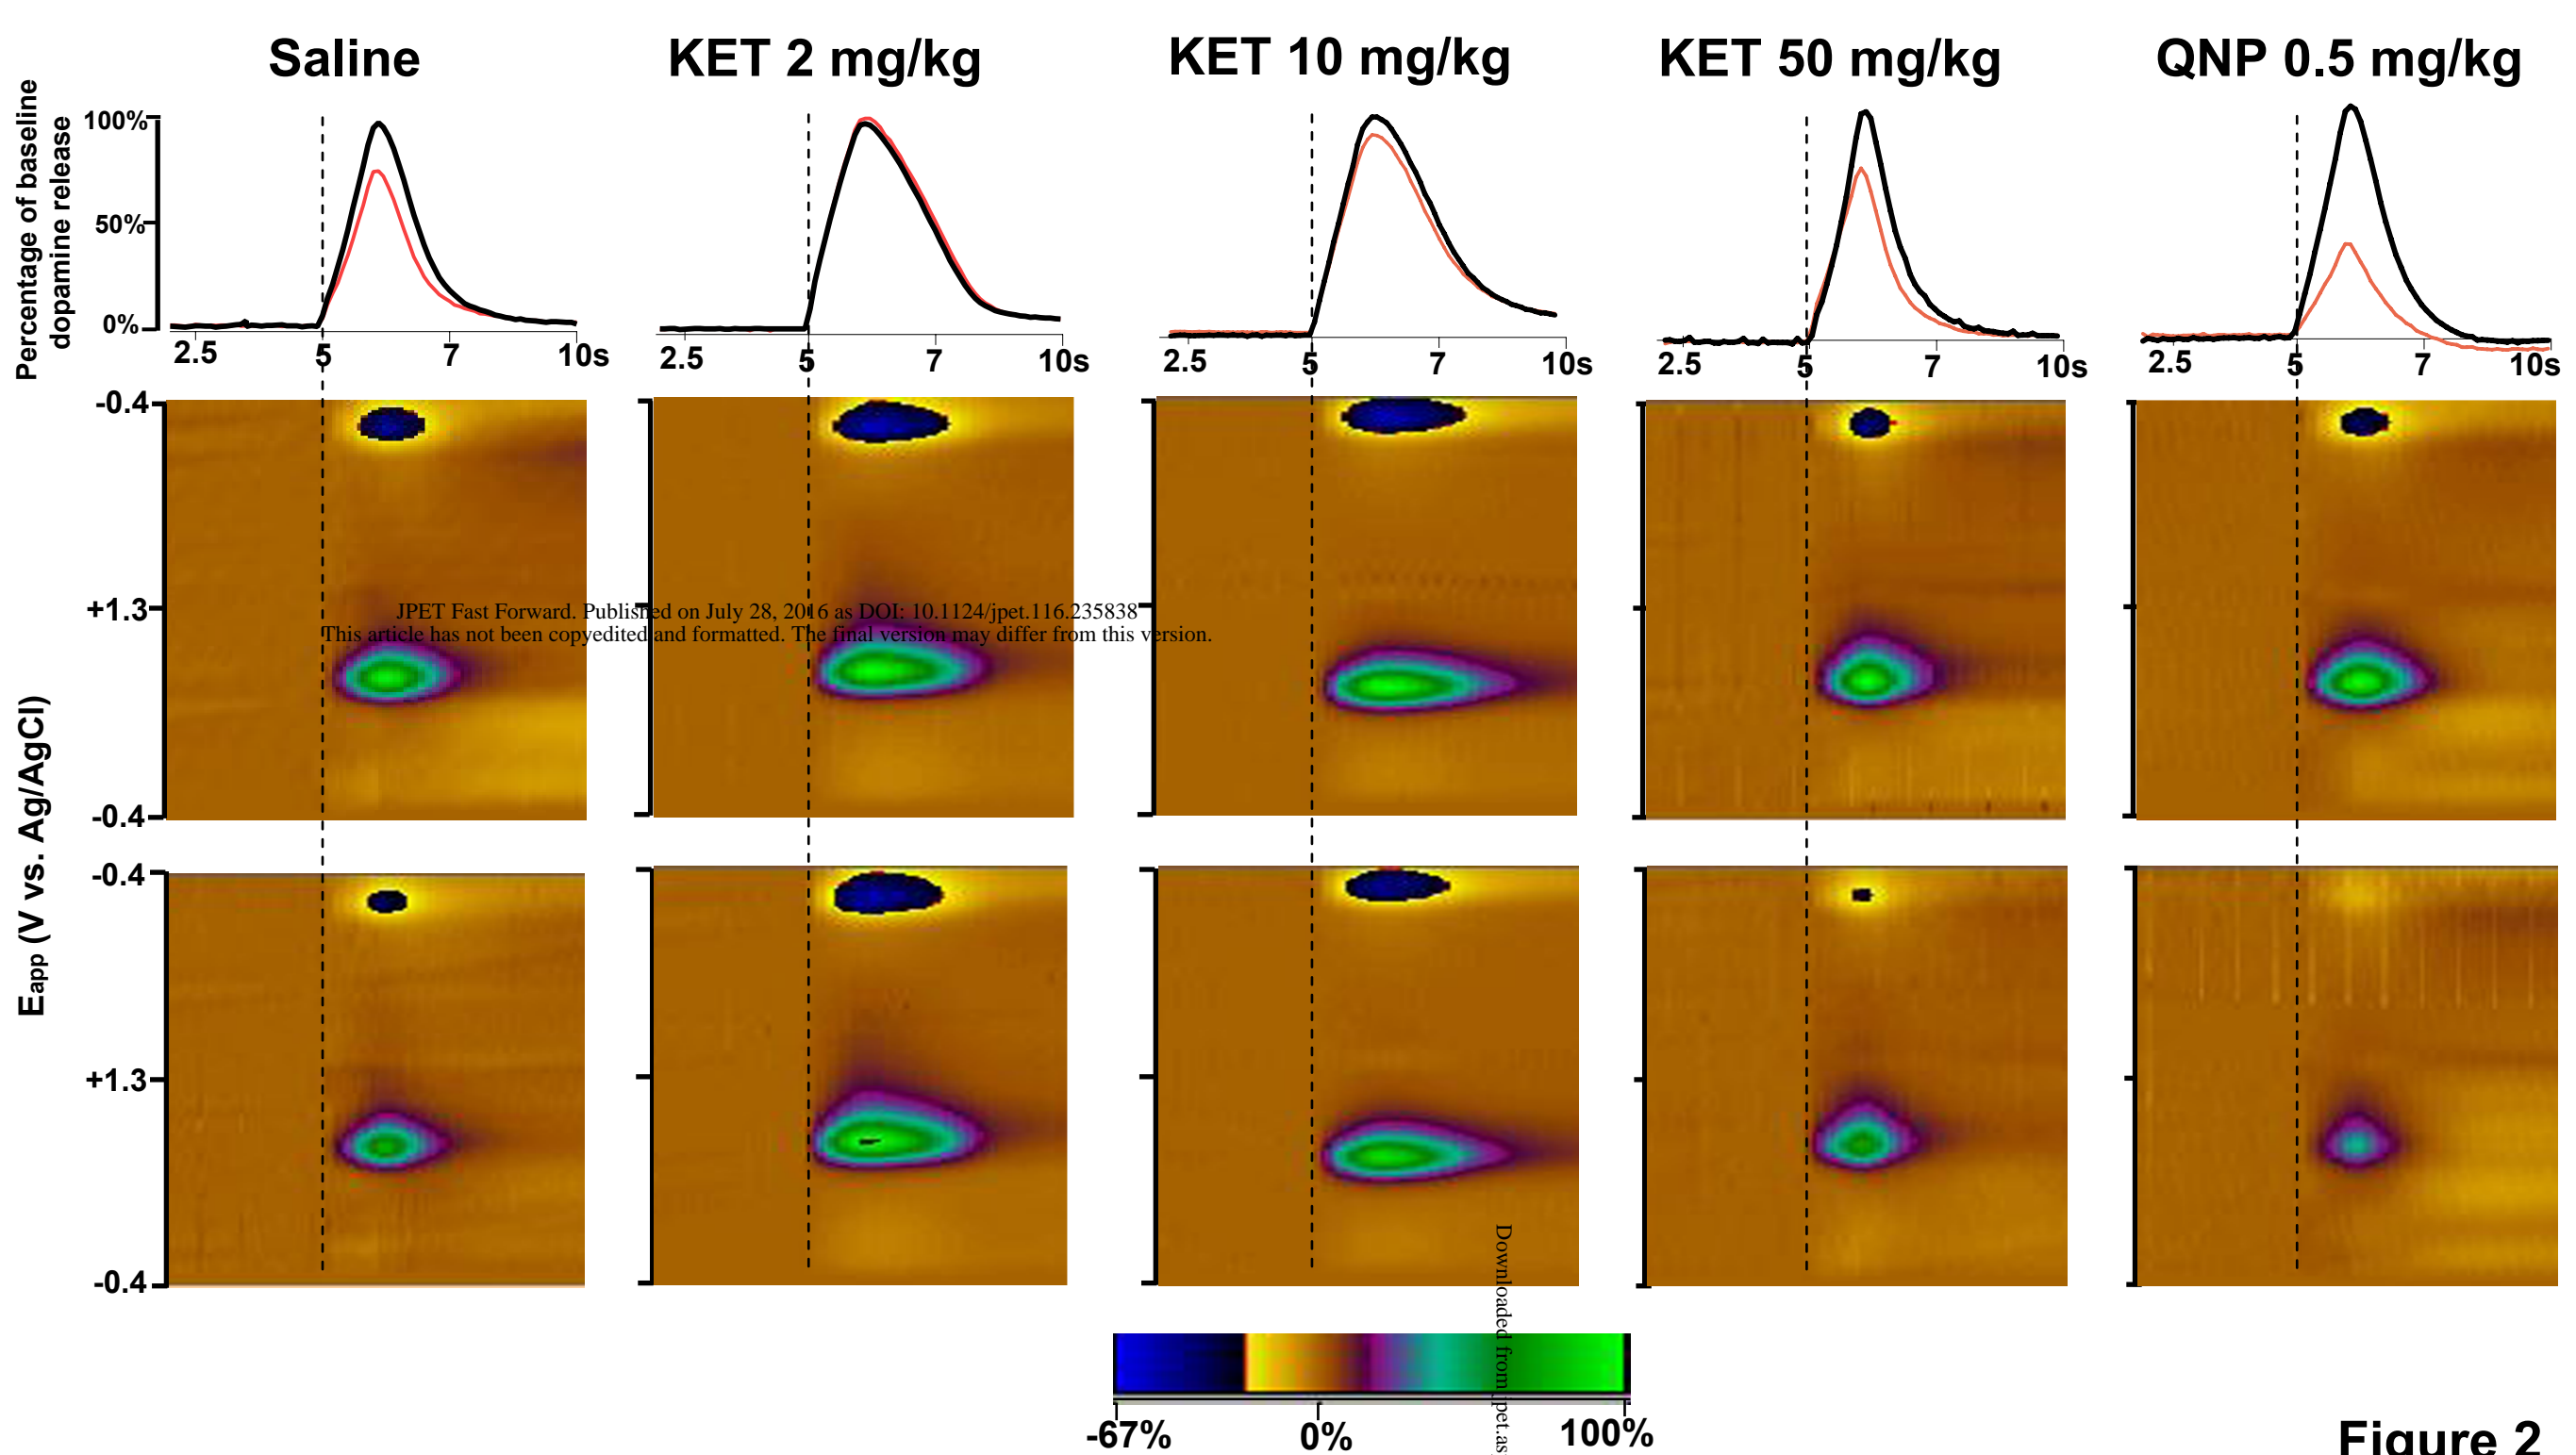 Saline
KET 2 mg/kg
KET 10 mg/kg
KET 50 mg/kg
QNP 0.5 mg/kg
Percentage of baseline
dopamine release
100%
50%
0%
2.5 5 7 10s
2.5 5 7 10s
2.5 5 7 10s
2.5 5 7 10s
2.5 5 7 10s
Eapp (V vs. Ag/AgCl)
-0.4
+1.3
-0.4
JPET Fast Forward. Published on July 28, 2016 as DOI: 10.1124/jpet.116.235838
This article has not been copyedited and formatted. The final version may differ from this version.
-0.4
+1.3
-0.4
Downloaded from jpet.as
-67% 0% 100%
Figure 2